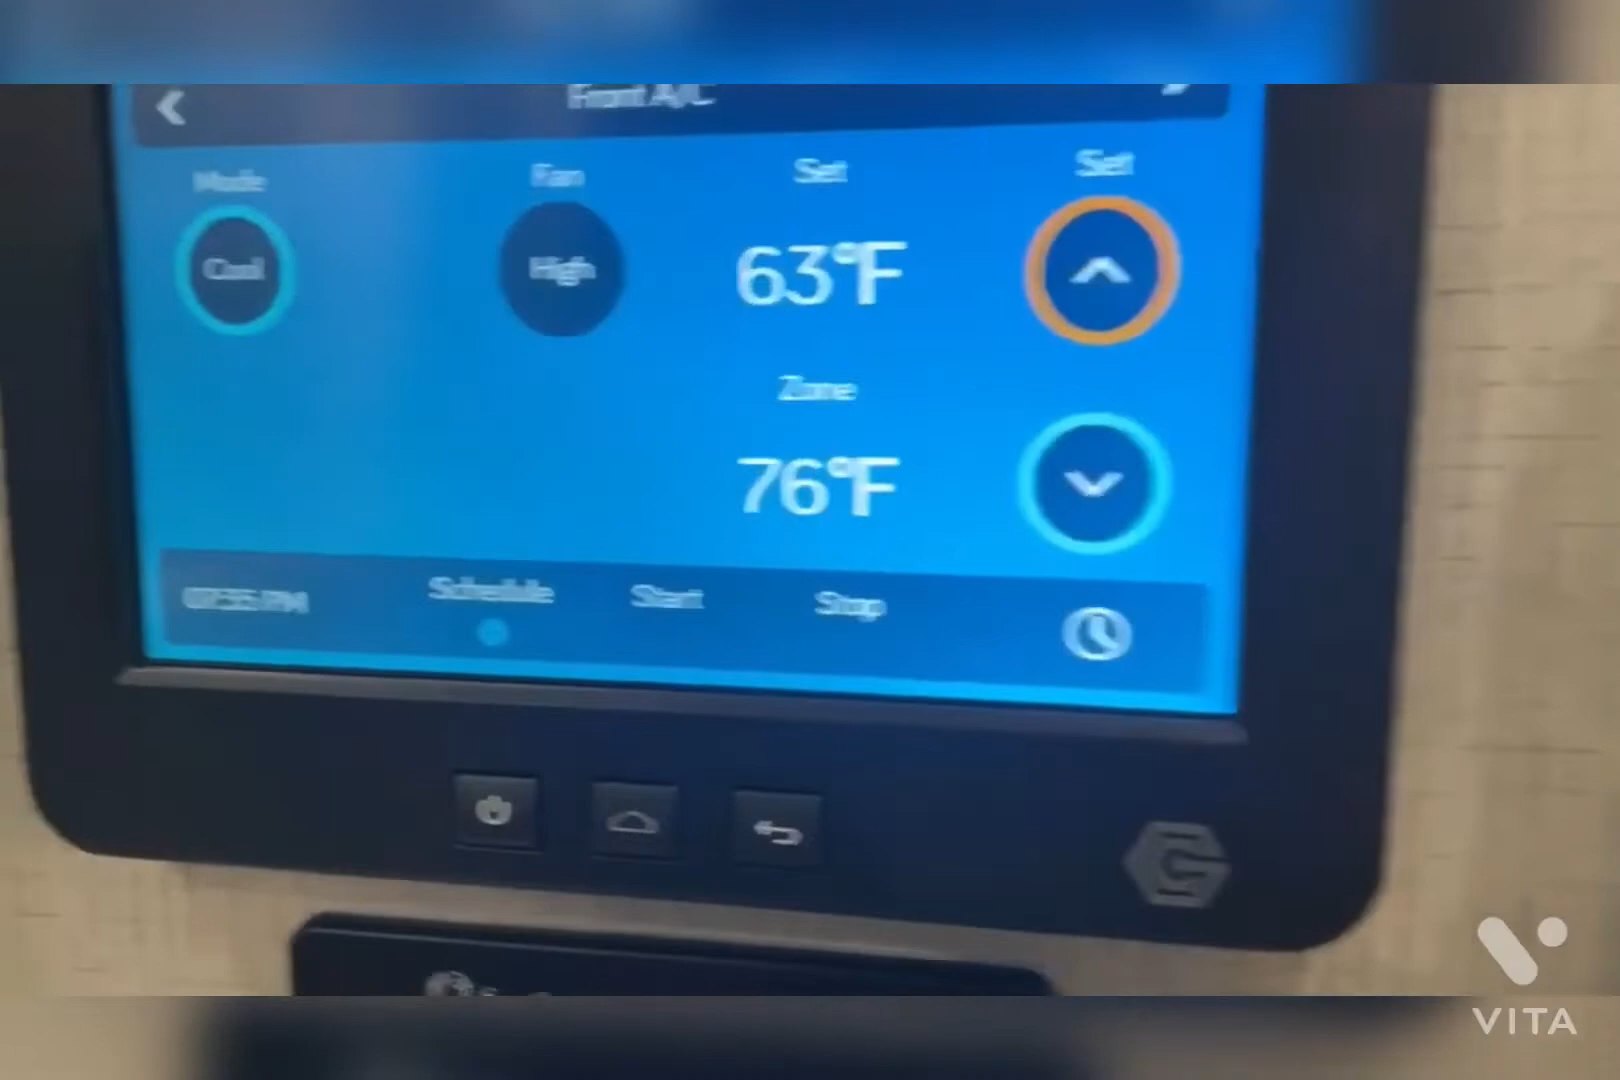 Front A/C
Mode Fan Set Set
Cool High 63°F
Zone
76°F
Schedule Start Stop
VITA